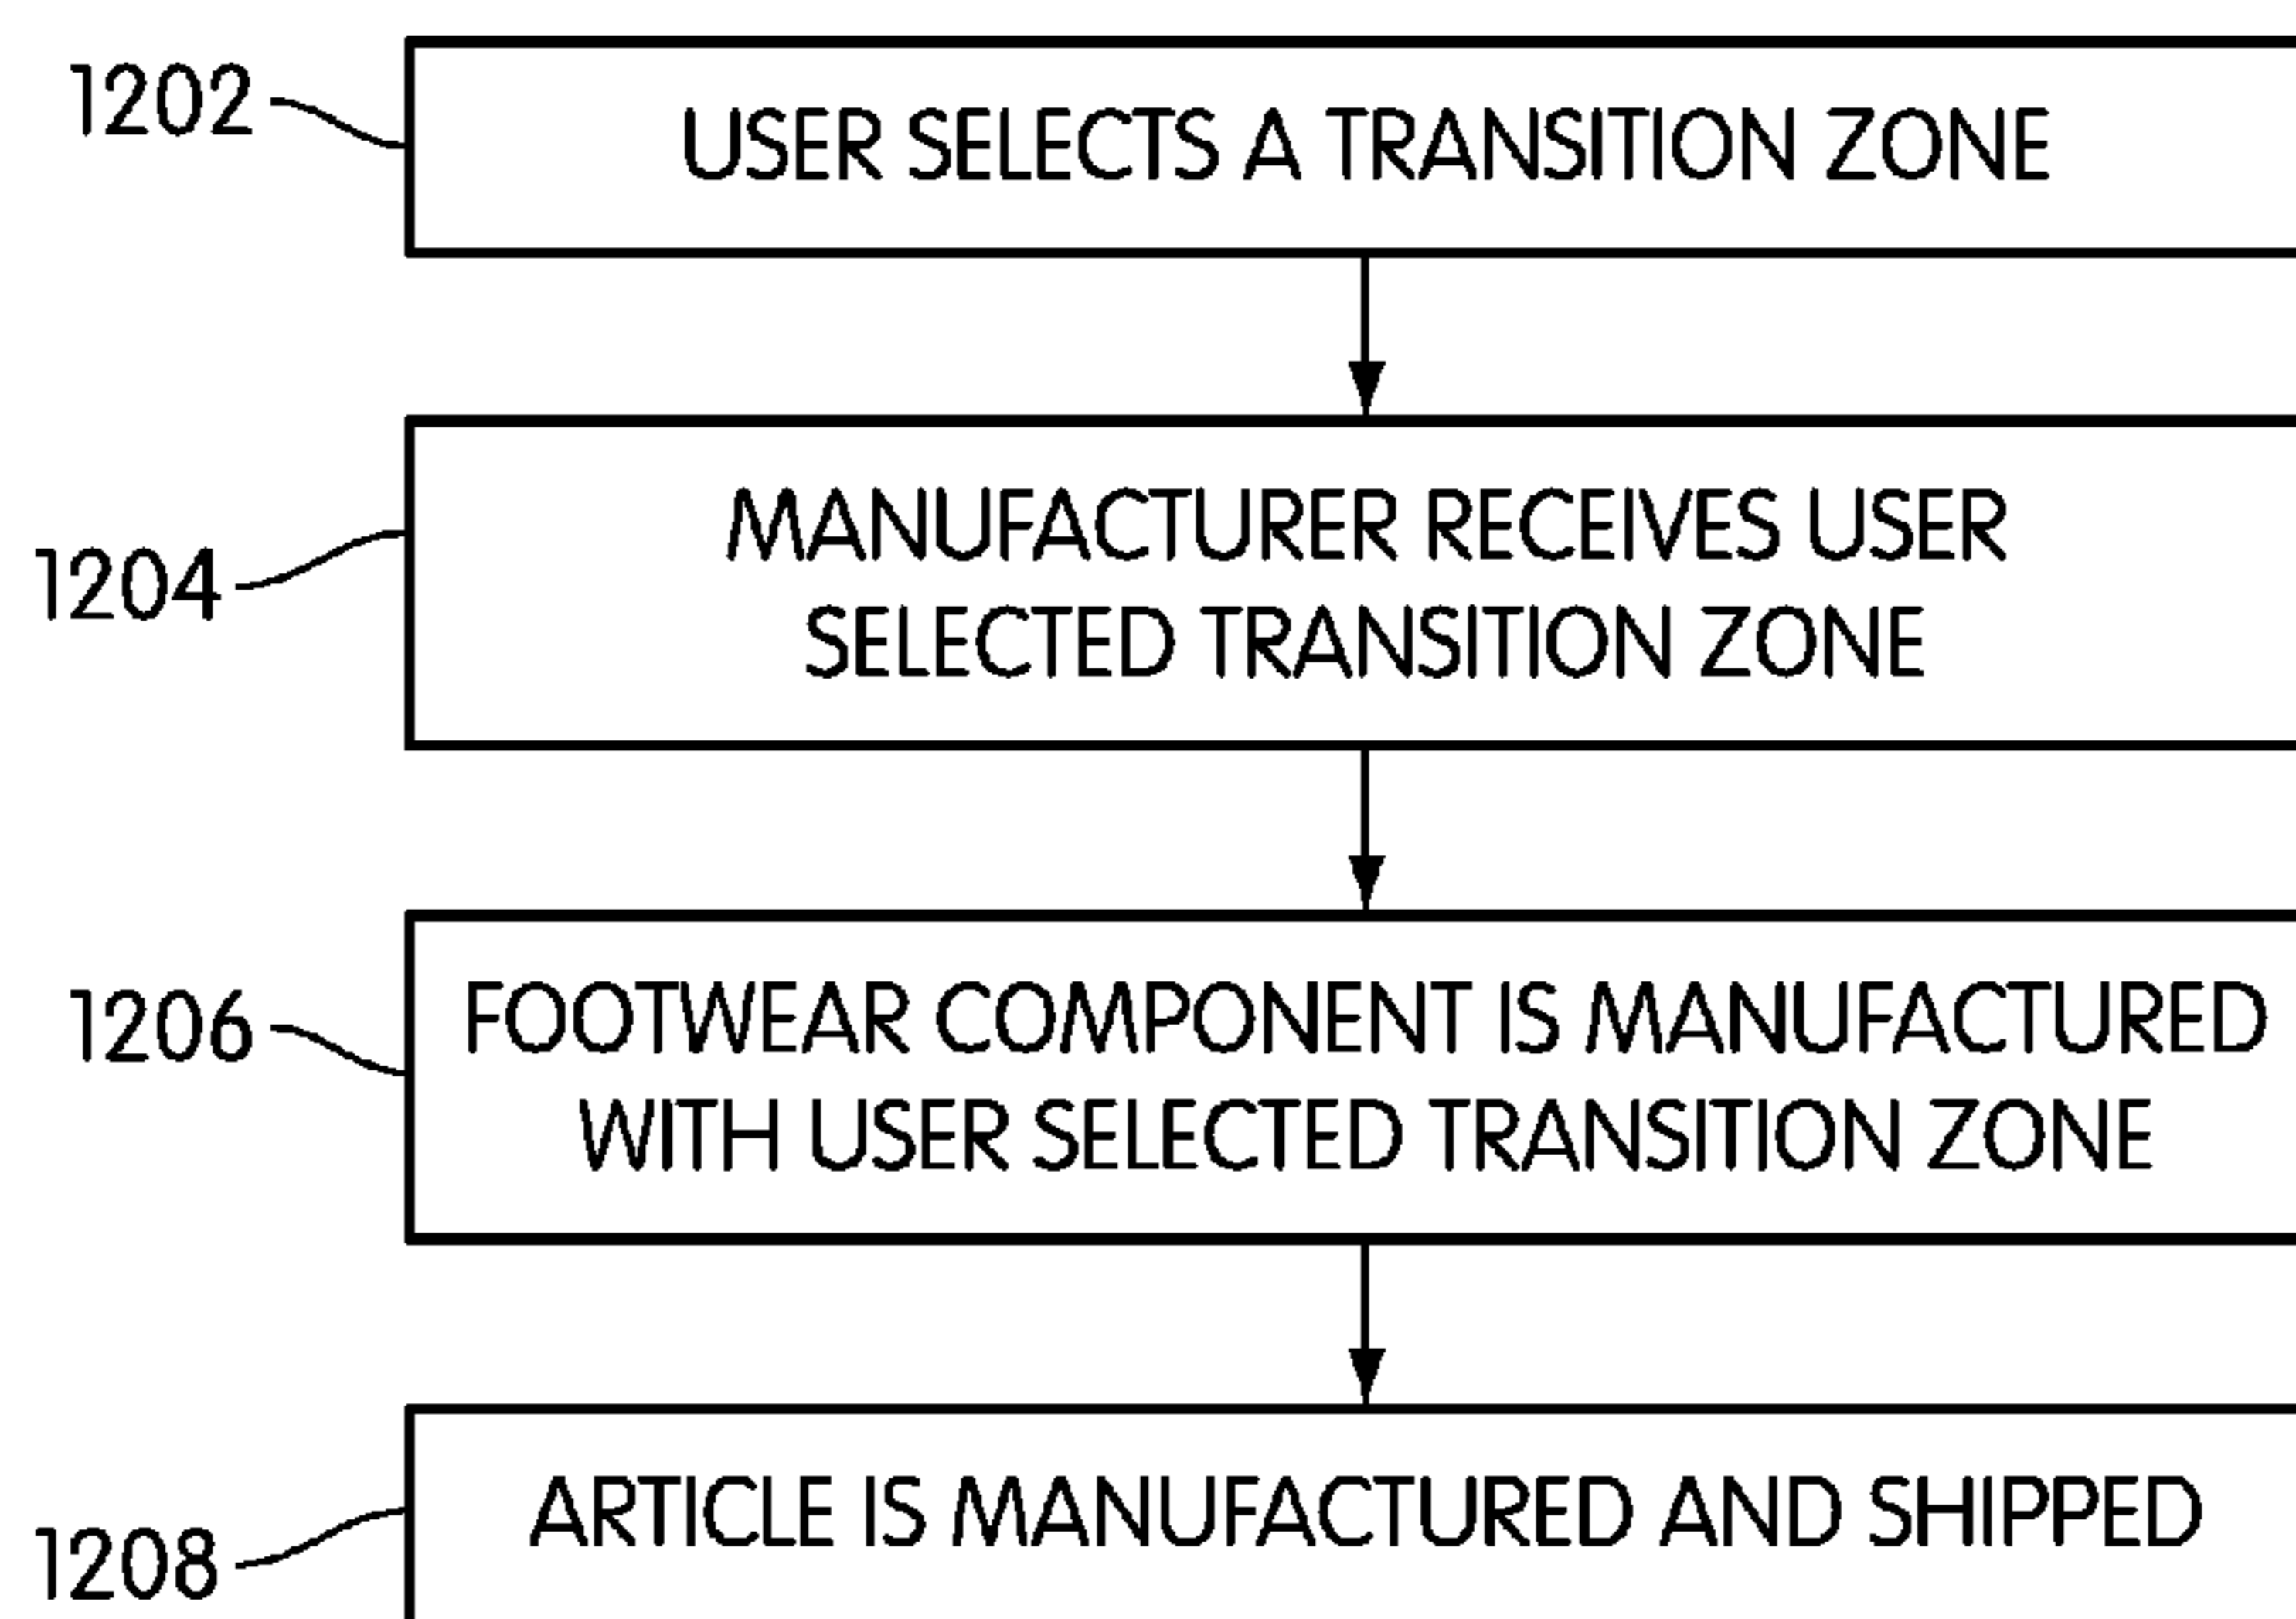 1202
USER SELECTS A TRANSITION ZONE
1204
MANUFACTURER RECEIVES USER
SELECTED TRANSITION ZONE
1206
FOOTWEAR COMPONENT IS MANUFACTURED
WITH USER SELECTED TRANSITION ZONE
1208
ARTICLE IS MANUFACTURED AND SHIPPED